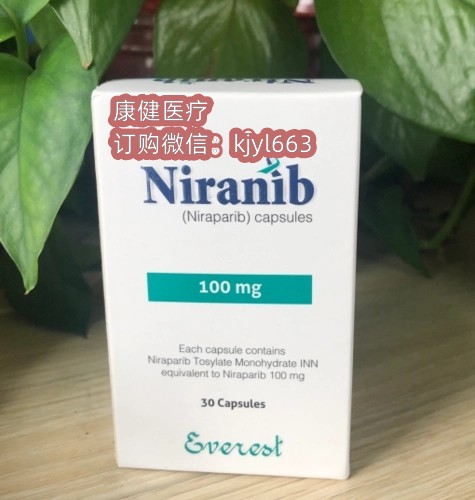 Niranib
康健医疗
订购微信：kjyl663
Niranib
(Niraparib) capsules
100 mg
Each capsule contains
Niraparib Tosylate Monohydrate INN
equivalent to Niraparib 100 mg
30 Capsules
Everest